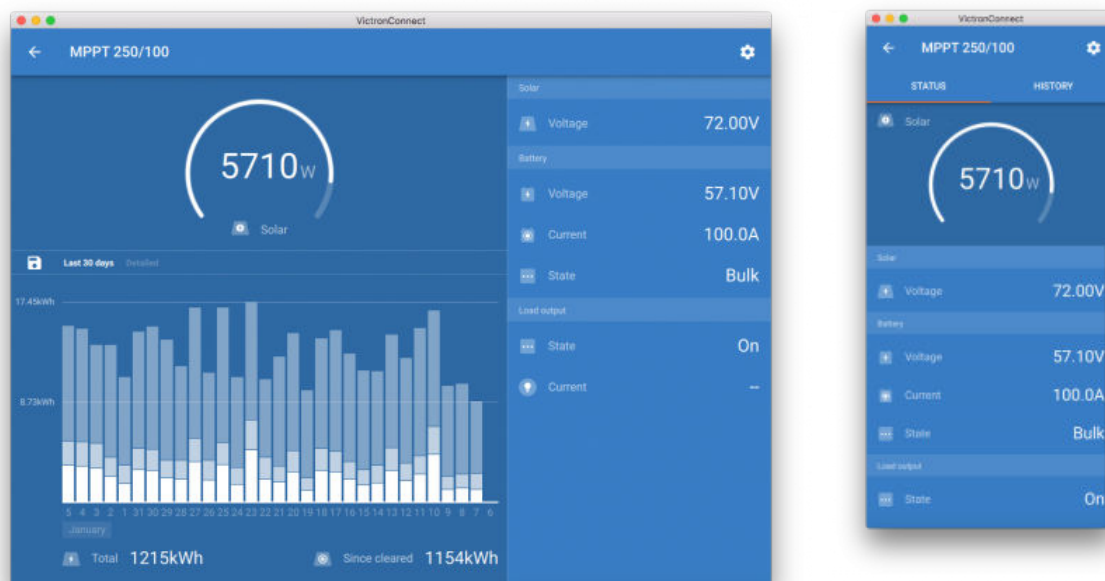 VictronConnect
← MPPT 250/100
5710W
Solar
Last 30 days Detailed
17.45kWh
8.73kWh
5 4 3 2 1 31 30 29 28 27 26 25 24 23 22 21 20 19 18 17 16 15 14 13 12 11 10 9 8 7 6
January
Total 1215kWh Since cleared 1154kWh
Solar
Voltage 72.00V
Battery
Voltage 57.10V
Current 100.0A
State Bulk
Load output
State On
Current --
VictronConnect
← MPPT 250/100
STATUS HISTORY
Solar
5710W
Solar
Voltage 72.00V
Battery
Voltage 57.10V
Current 100.0A
State Bulk
Load output
State On